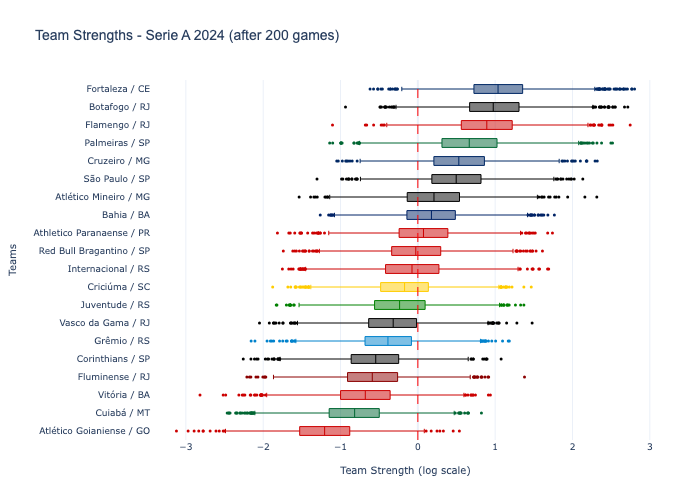 Team Strengths - Serie A 2024 (after 200 games)
Fortaleza / CE
Botafogo / RJ
Flamengo / RJ
Palmeiras / SP
Cruzeiro / MG
São Paulo / SP
Atlético Mineiro / MG
Bahia / BA
Athletico Paranaense / PR
Red Bull Bragantino / SP
Internacional / RS
Criciúma / SC
Juventude / RS
Vasco da Gama / RJ
Grêmio / RS
Corinthians / SP
Fluminense / RJ
Vitória / BA
Cuiabá / MT
Atlético Goianiense / GO
Teams
−3 −2 −1 0 1 2 3
Team Strength (log scale)